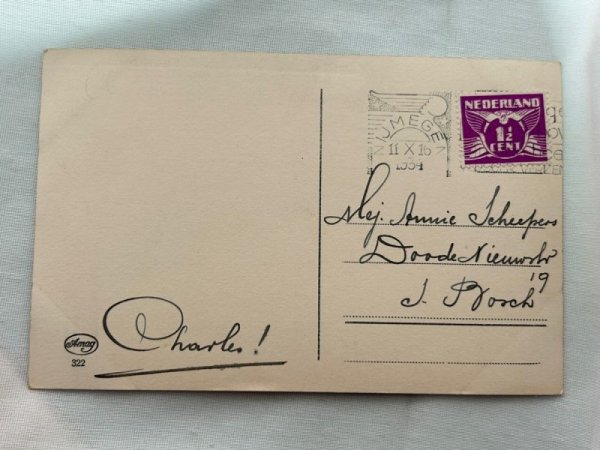 NEDERLAND
1½
CENT
NIJMEGEN
11 X 16
1934
Mej. Annie Scheepers
Doode Nieuwstr
19
S. Bosch
Charles!
Amag
322